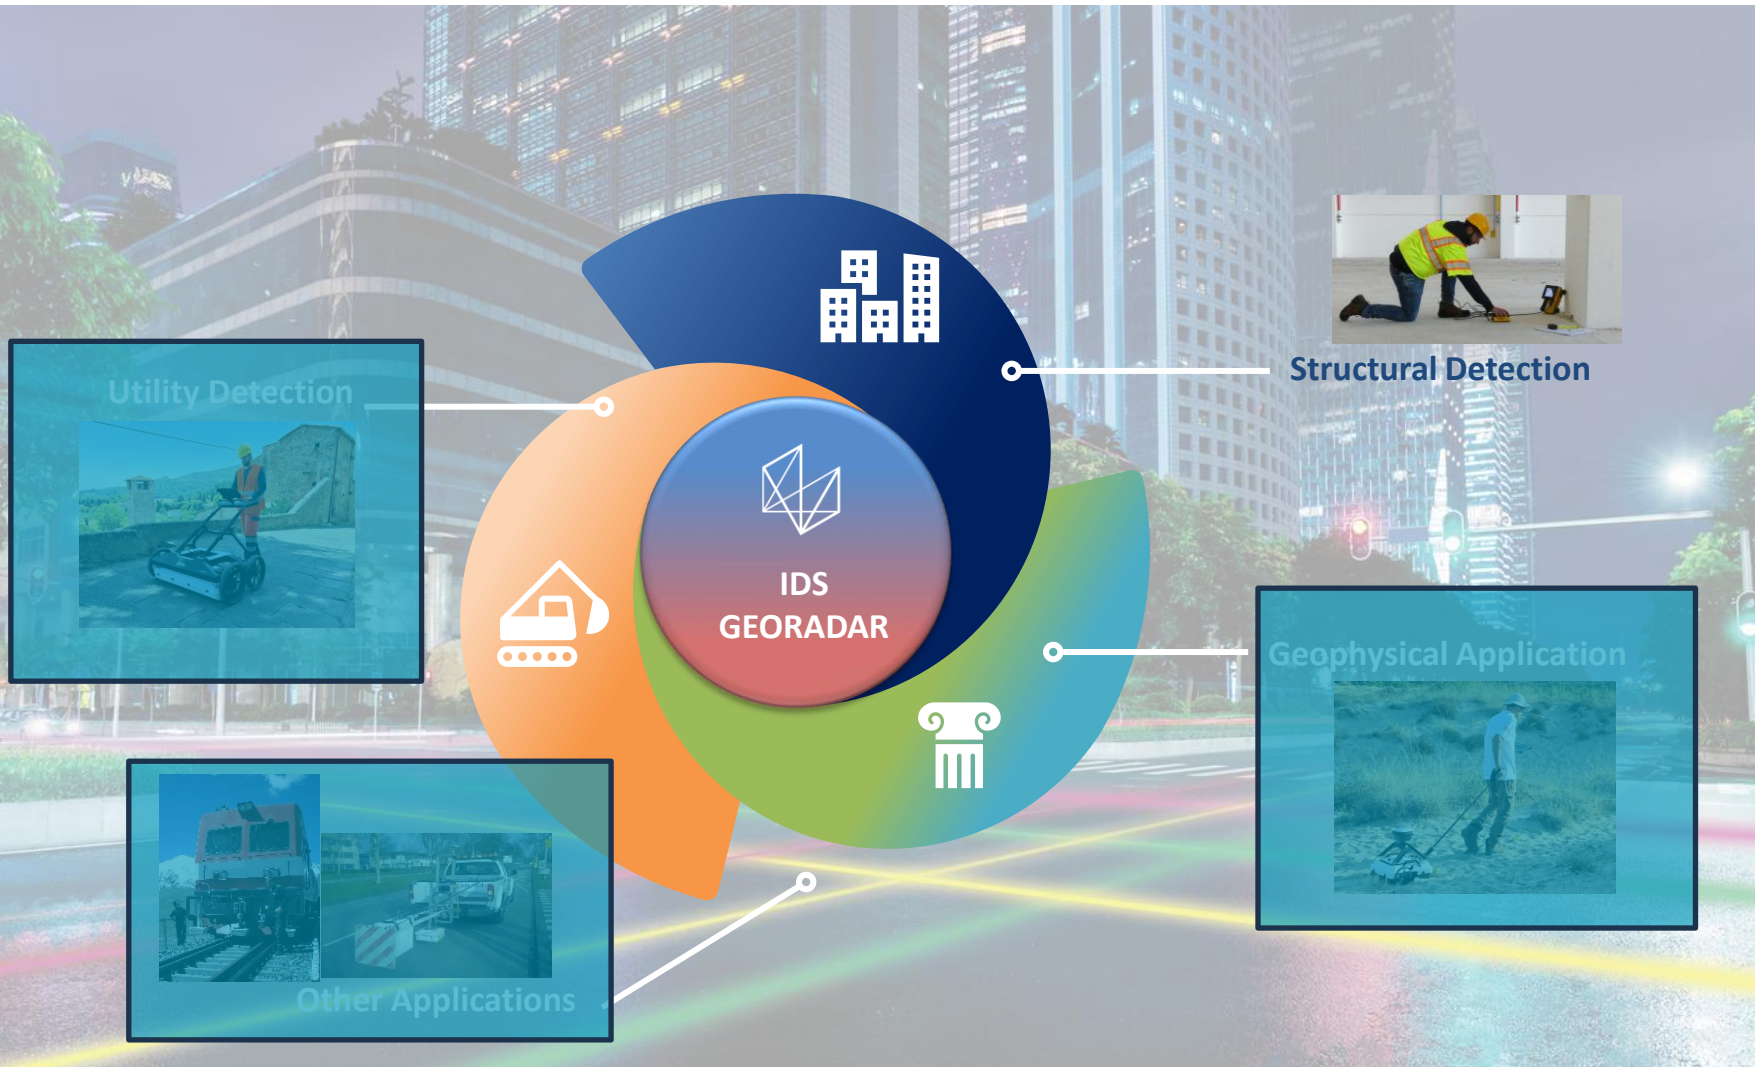 Structural Detection
Utility Detection
IDS
GEORADAR
Geophysical Application
Other Applications